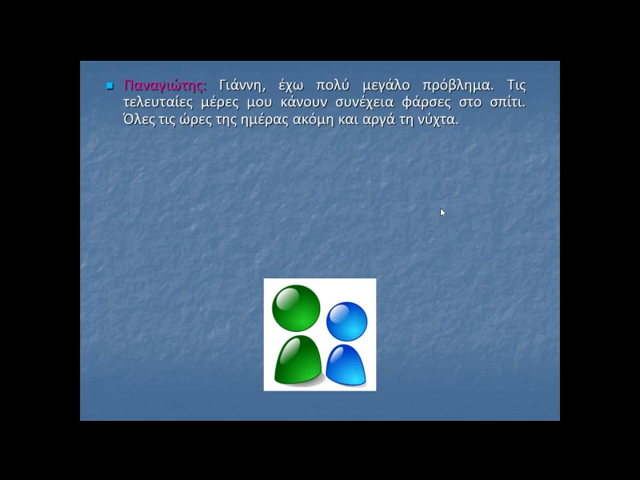 Παναγιώτης: Γιάννη, έχω πολύ μεγάλο πρόβλημα. Τις
τελευταίες μέρες μου κάνουν συνέχεια φάρσες στο σπίτι.
Όλες τις ώρες της ημέρας ακόμη και αργά τη νύχτα.